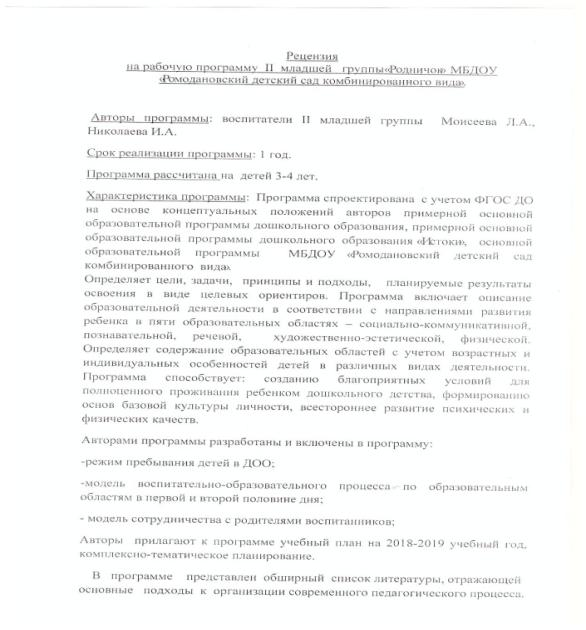 Рецензия
на рабочую программу II младшей группы«Родничок» МБДОУ
«Ромодановский детский сад комбинированного вида».
Авторы программы: воспитатели II младшей группы Моисеева Л.А.,
Николаева И.А.
Срок реализации программы: 1 год.
Программа рассчитана на детей 3-4 лет.
Характеристика программы: Программа спроектирована с учетом ФГОС ДО
на основе концептуальных положений авторов примерной основной
образовательной программы дошкольного образования, примерной основной
образовательной программы дошкольного образования «Истоки», основной
образовательной программы МБДОУ «Ромодановский детский сад
комбинированного вида».
Определяет цели, задачи, принципы и подходы, планируемые результаты
освоения в виде целевых ориентиров. Программа включает описание
образовательной деятельности в соответствии с направлениями развития
ребенка в пяти образовательных областях – социально-коммуникативной,
познавательной, речевой, художественно-эстетической, физической.
Определяет содержание образовательных областей с учетом возрастных и
индивидуальных особенностей детей в различных видах деятельности.
Программа способствует: созданию благоприятных условий для
полноценного проживания ребенком дошкольного детства, формированию
основ базовой культуры личности, всестороннее развитие психических и
физических качеств.
Авторами программы разработаны и включены в программу:
-режим пребывания детей в ДОО;
-модель воспитательно-образовательного процесса по образовательным
областям в первой и второй половине дня;
- модель сотрудничества с родителями воспитанников;
Авторы прилагают к программе учебный план на 2018-2019 учебный год,
комплексно-тематическое планирование.
В программе представлен обширный список литературы, отражающей
основные подходы к организации современного педагогического процесса.